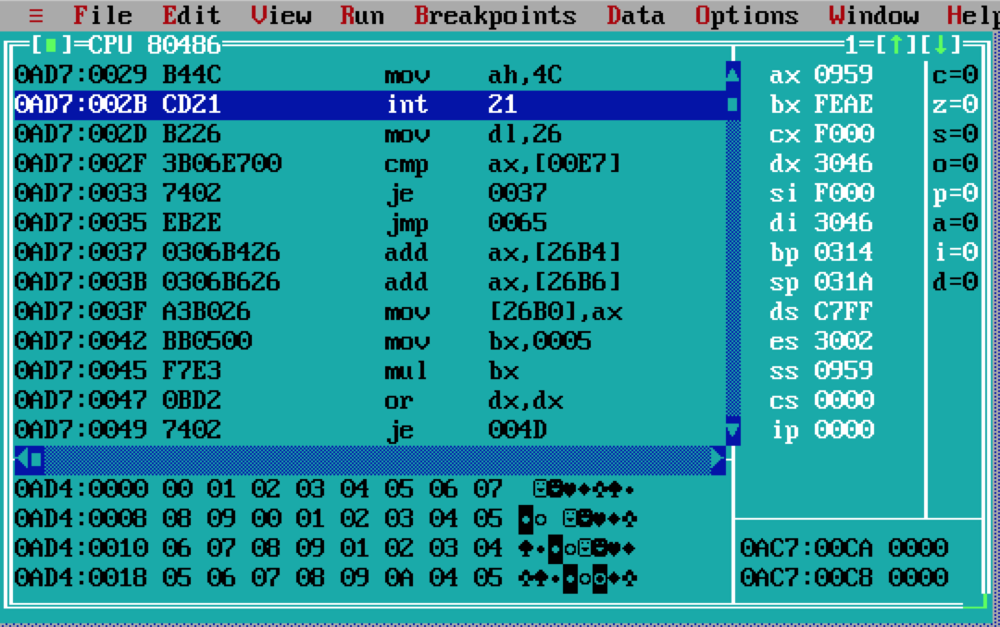 ≡ File Edit View Run Breakpoints Data Options Window Help
[■]=CPU 80486 1=[↑][↓]
0AD7:0029 B44C mov ah,4C ax 0959 c=0
0AD7:002B CD21 int 21 bx FEAE z=0
0AD7:002D B226 mov dl,26 cx F000 s=0
0AD7:002F 3B06E700 cmp ax,[00E7] dx 3046 o=0
0AD7:0033 7402 je 0037 si F000 p=0
0AD7:0035 EB2E jmp 0065 di 3046 a=0
0AD7:0037 0306B426 add ax,[26B4] bp 0314 i=0
0AD7:003B 0306B626 add ax,[26B6] sp 031A d=0
0AD7:003F A3B026 mov [26B0],ax ds C7FF
0AD7:0042 BB0500 mov bx,0005 es 3002
0AD7:0045 F7E3 mul bx ss 0959
0AD7:0047 0BD2 or dx,dx cs 0000
0AD7:0049 7402 je 004D ip 0000
0AD4:0000 00 01 02 03 04 05 06 07 ☺☻♥♦♣♠•
0AD4:0008 08 09 00 01 02 03 04 05 ◘○ ☺☻♥♦♣
0AD4:0010 06 07 08 09 01 02 03 04 ♠•◘○☺☻♥♦ 0AC7:00CA 0000
0AD4:0018 05 06 07 08 09 0A 04 05 ♣♠•◘○◙♦♣ 0AC7:00C8 0000